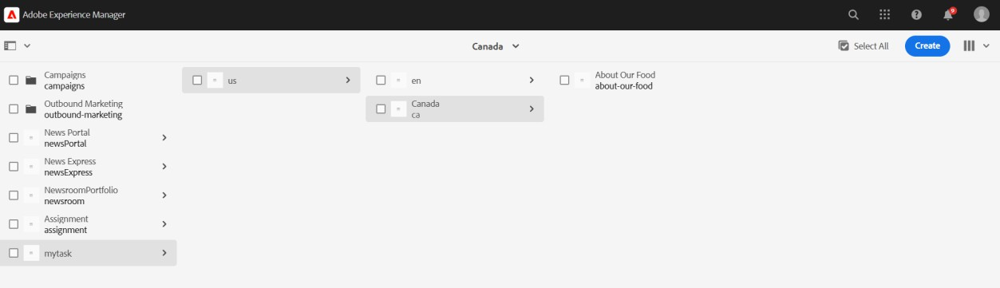 Adobe Experience Manager
9
Canada
Select All
Create
Campaigns
campaigns
Outbound Marketing
outbound-marketing
News Portal
newsPortal
News Express
newsExpress
NewsroomPortfolio
newsroom
Assignment
assignment
mytask
us
en
Canada
ca
About Our Food
about-our-food